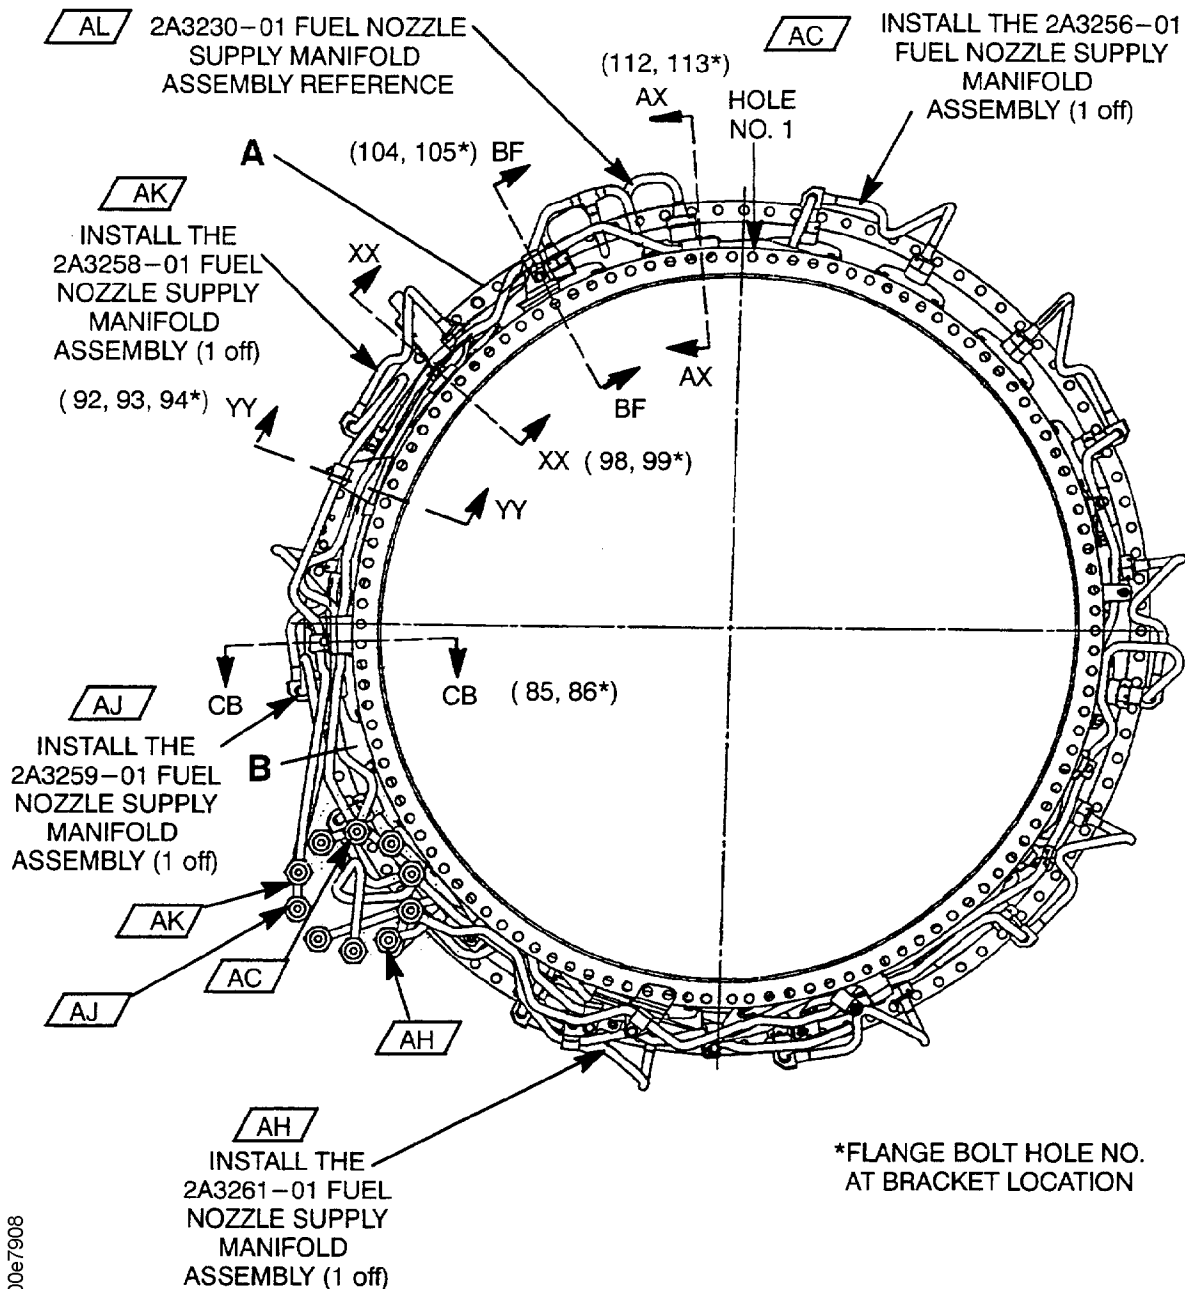 AL
2A3230-01 FUEL NOZZLE
SUPPLY MANIFOLD
ASSEMBLY REFERENCE
AC
INSTALL THE 2A3256-01
FUEL NOZZLE SUPPLY
MANIFOLD
ASSEMBLY (1 off)
(112, 113*)
AX
HOLE
NO. 1
A
(104, 105*) BF
AK
INSTALL THE
2A3258-01 FUEL
NOZZLE SUPPLY
MANIFOLD
ASSEMBLY (1 off)
XX
(92, 93, 94*) YY
AX
BF
XX (98, 99*)
YY
CB
CB (85, 86*)
AJ
INSTALL THE
2A3259-01 FUEL
NOZZLE SUPPLY
MANIFOLD
ASSEMBLY (1 off)
B
AK
AC
AJ
AH
AH
INSTALL THE
2A3261-01 FUEL
NOZZLE SUPPLY
MANIFOLD
ASSEMBLY (1 off)
*FLANGE BOLT HOLE NO.
AT BRACKET LOCATION
00e7908